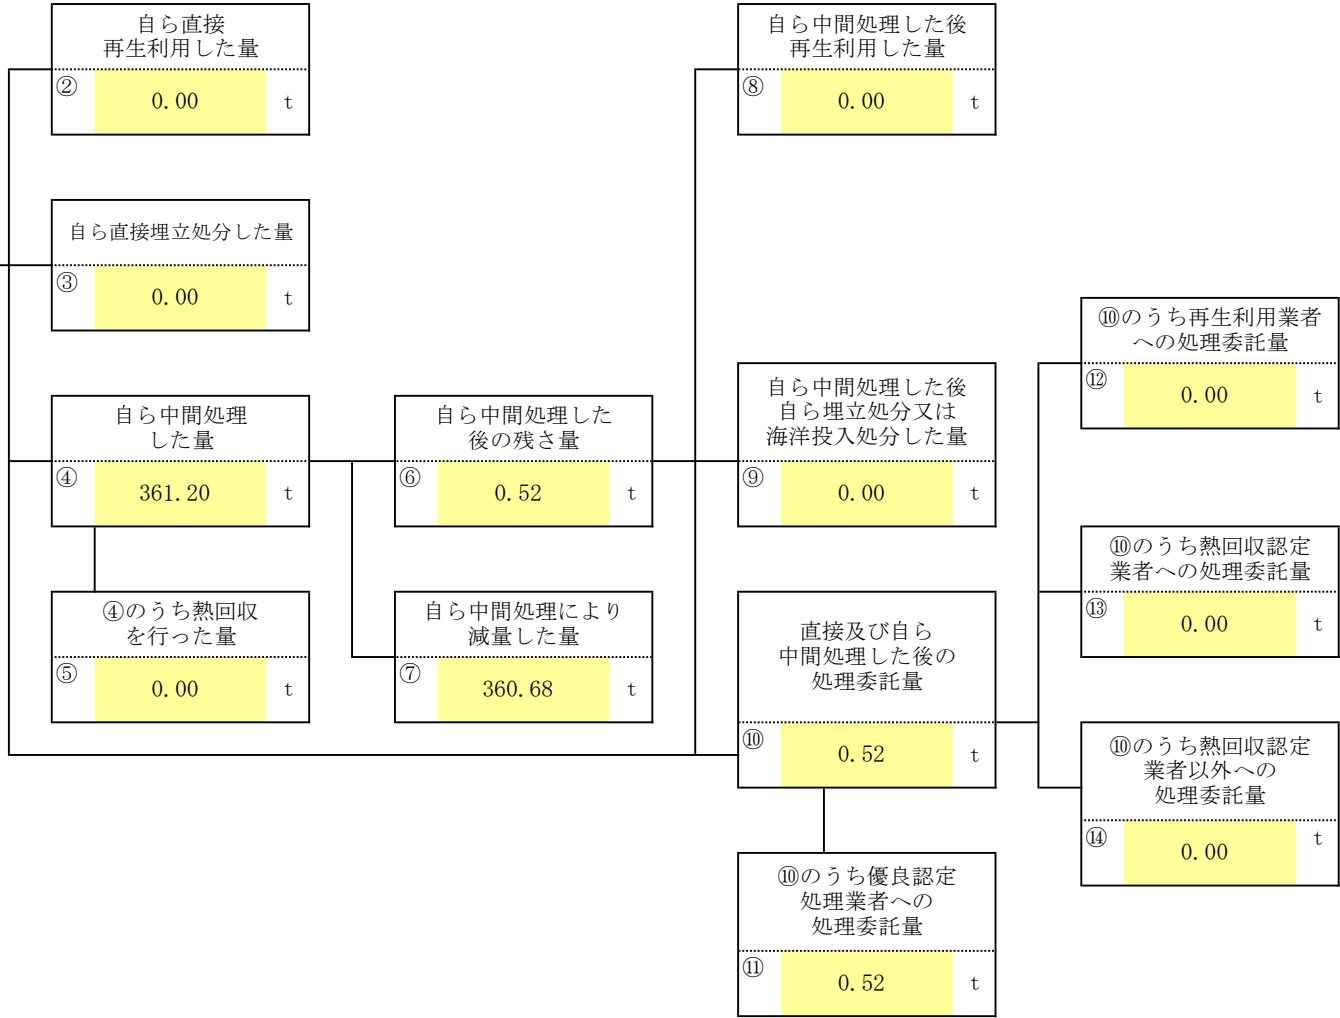 自ら直接
再生利用した量
② 0.00 t
自ら直接埋立処分した量
③ 0.00 t
自ら中間処理
した量
④ 361.20 t
④のうち熱回収
を行った量
⑤ 0.00 t
自ら中間処理した
後の残さ量
⑥ 0.52 t
自ら中間処理により
減量した量
⑦ 360.68 t
自ら中間処理した後
再生利用した量
⑧ 0.00 t
自ら中間処理した後
自ら埋立処分又は
海洋投入処分した量
⑨ 0.00 t
直接及び自ら
中間処理した後の
処理委託量
⑩ 0.52 t
⑩のうち優良認定
処理業者への
処理委託量
⑪ 0.52 t
⑩のうち再生利用業者
への処理委託量
⑫ 0.00 t
⑩のうち熱回収認定
業者への処理委託量
⑬ 0.00 t
⑩のうち熱回収認定
業者以外への
処理委託量
⑭ 0.00 t